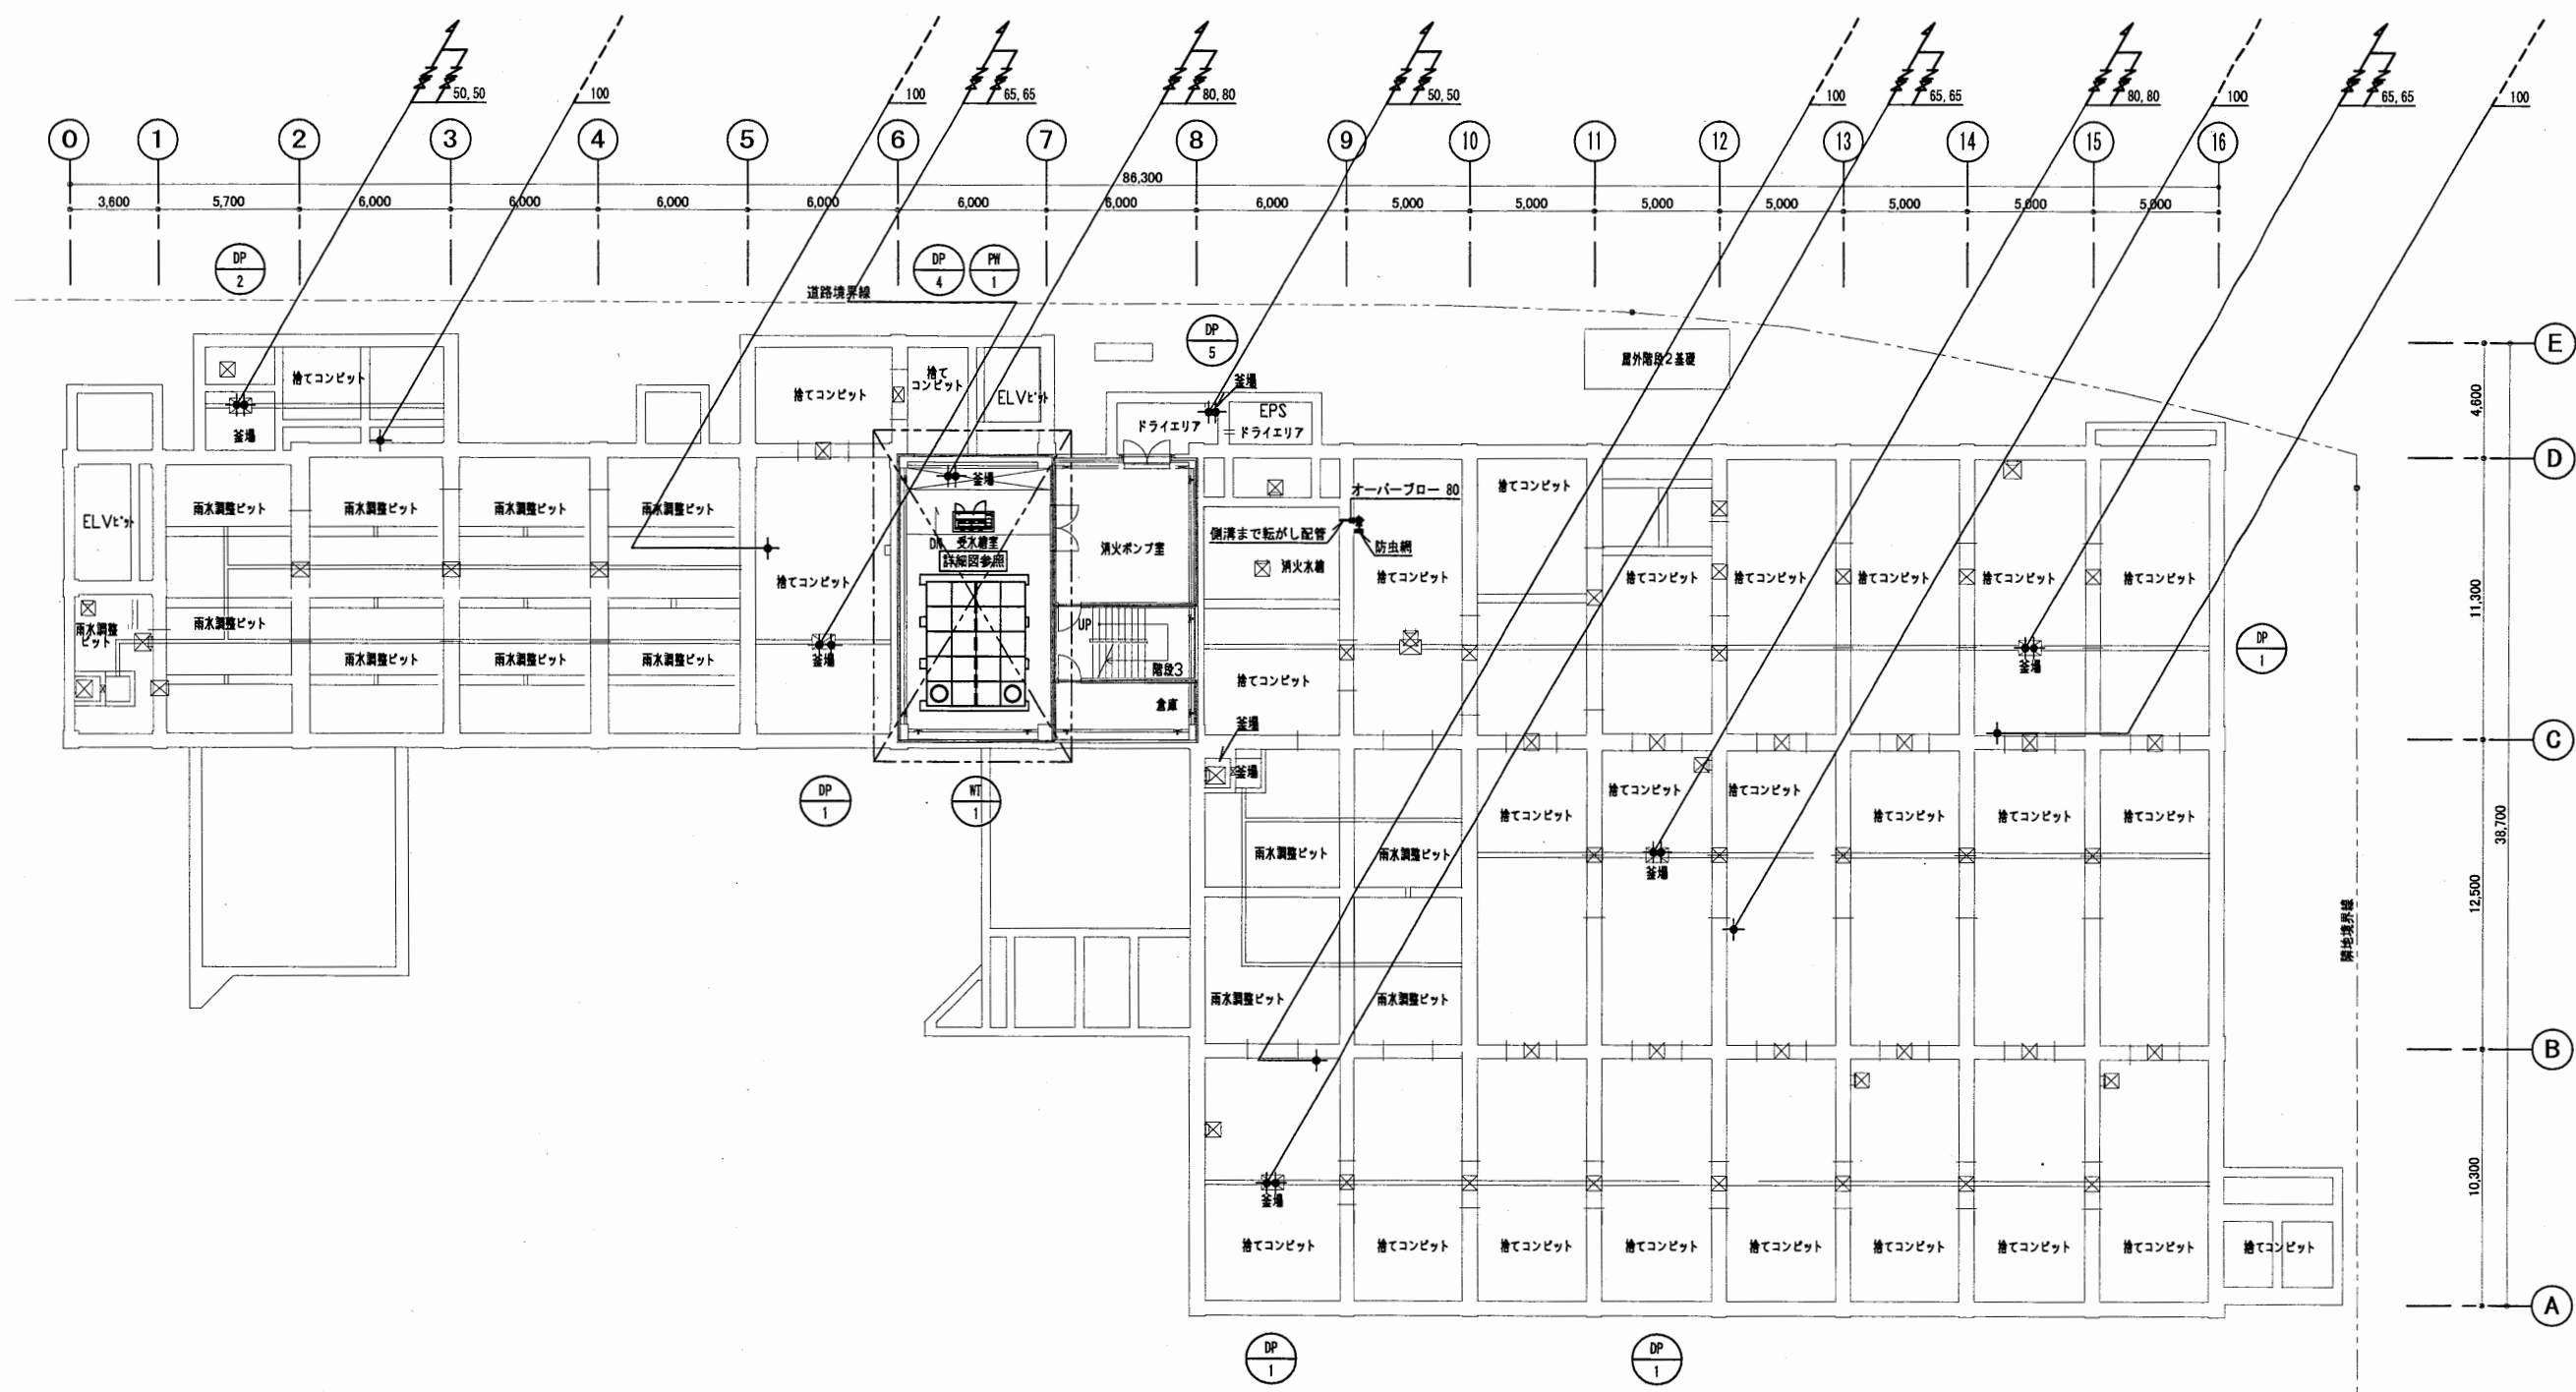 50,50
100
100
65,65
80,80
50,50
100
65,65
80,80
100
65,65
100
0
1
2
3
4
5
6
7
8
9
10
11
12
13
14
15
16
86,300
3,600
5,700
6,000
6,000
6,000
6,000
6,000
6,000
6,000
5,000
5,000
5,000
5,000
5,000
5,000
5,000
DP
2
DP
4
PW
1
道路境界線
DP
5
E
屋外階段2基礎
捨てコンピット
捨て
コンピット
捨てコンピット
ELVピット
釜場
EPS
4,600
釜場
ドライエリア
ドライエリア
D
釜場
捨てコンピット
オーバーブロー 80
雨水調整ピット
雨水調整ピット
雨水調整ピット
雨水調整ピット
ELVピット
側溝まで転がし配管
防虫網
DN
受水槽室
詳細図参照
消火ポンプ室
消火水槽
捨てコンピット
捨てコンピット
捨てコンピット
捨てコンピット
捨てコンピット
捨てコンピット
捨てコンピット
11,300
雨水調整
ピット
雨水調整ピット
UP
DP
1
雨水調整ピット
雨水調整ピット
雨水調整ピット
釜場
階段3
釜場
捨てコンピット
倉庫
釜場
C
釜場
DP
1
WT
1
捨てコンピット
捨てコンピット
捨てコンピット
捨てコンピット
捨てコンピット
捨てコンピット
38,700
雨水調整ピット
雨水調整ピット
釜場
12,500
隣地境界線
雨水調整ピット
雨水調整ピット
B
釜場
10,300
捨てコンピット
捨てコンピット
捨てコンピット
捨てコンピット
捨てコンピット
捨てコンピット
捨てコンピット
捨てコンピット
捨てコンピット
A
DP
1
DP
1